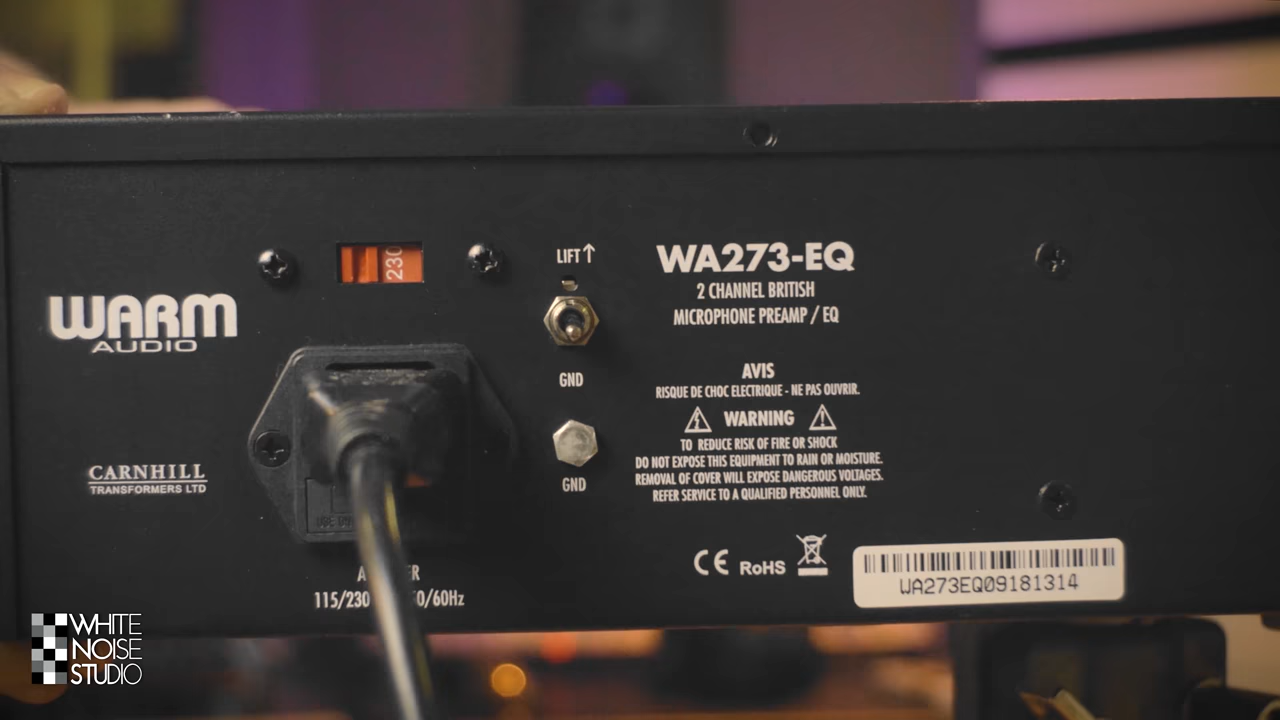 WARM
AUDIO
CARNHILL
TRANSFORMERS LTD
230
115/230 0/60Hz
LIFT↑
GND
GND
WA273-EQ
2 CHANNEL BRITISH
MICROPHONE PREAMP / EQ
AVIS
RISQUE DE CHOC ELECTRIQUE - NE PAS OUVRIR.
WARNING
TO REDUCE RISK OF FIRE OR SHOCK
DO NOT EXPOSE THIS EQUIPMENT TO RAIN OR MOISTURE.
REMOVAL OF COVER WILL EXPOSE DANGEROUS VOLTAGES.
REFER SERVICE TO A QUALIFIED PERSONNEL ONLY.
CE RoHS
WA273EQ09181314
WHITE
NOISE
STUDIO